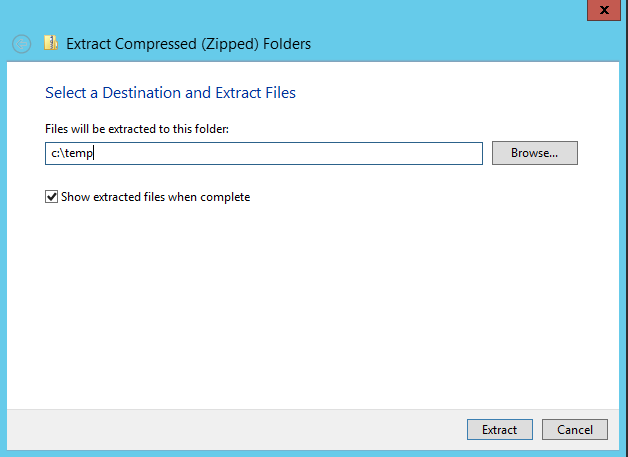 x
Extract Compressed (Zipped) Folders
Select a Destination and Extract Files
Files will be extracted to this folder:
c:\temp
Browse...
Show extracted files when complete
Extract
Cancel